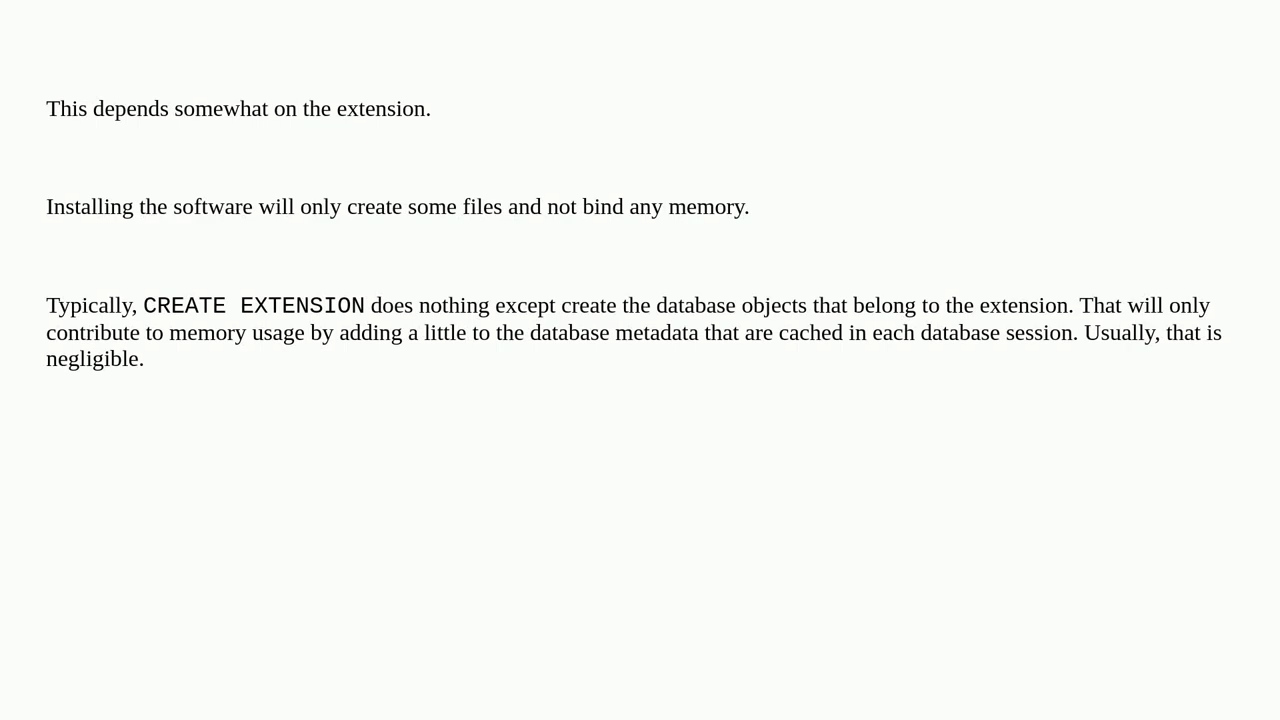 This depends somewhat on the extension.
Installing the software will only create some files and not bind any memory.
Typically, CREATE EXTENSION does nothing except create the database objects that belong to the extension. That will only
contribute to memory usage by adding a little to the database metadata that are cached in each database session. Usually, that is
negligible.